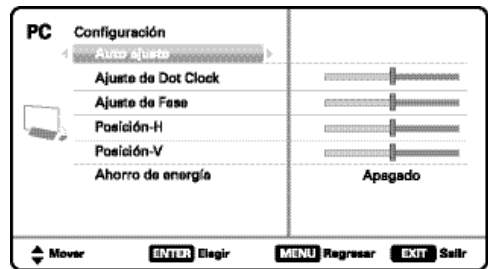 PC Configuración
Auto ajuste
Ajuste de Dot Clock
Ajuste de Fase
Posición-H
Posición-V
Ahorro de energía Apagado
Mover ENTER Elegir MENU Regresar EXIT Salir